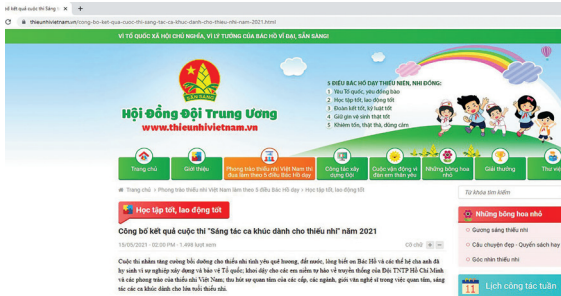 bố kết quả cuộc thi Sáng t
thieunhivietnam.vn/cong-bo-ket-qua-cuoc-thi-sang-tac-ca-khuc-danh-cho-thieu-nhi-nam-2021.html
VÌ TỔ QUỐC XÃ HỘI CHỦ NGHĨA, VÌ LÝ TƯỞNG CỦA BÁC HỒ VĨ ĐẠI, SẴN SÀNG!
SẴN SÀNG
Hội Đồng Đội Trung Ương
www.thieunhivietnam.vn
5 ĐIỀU BÁC HỒ DẠY THIẾU NIÊN, NHI ĐỒNG:
1 Yêu Tổ quốc, yêu đồng bào
2 Học tập tốt, lao động tốt
3 Đoàn kết tốt, kỷ luật tốt
4 Giữ gìn vệ sinh thật tốt
5 Khiêm tốn, thật thà, dũng cảm
Trang chủ
Giới thiệu
Phong trào thiếu nhi Việt Nam thi đua làm theo 5 điều Bác Hồ dạy
Công tác xây dựng Đội
Cuộc vận động vì đàn em thân yêu
Những bông hoa nhỏ
Giải thưởng
Thư việ
Trang chủ › Phong trào thiếu nhi Việt Nam làm theo 5 điều Bác Hồ dạy › Học tập tốt, lao động tốt
Từ khóa tìm kiếm
Học tập tốt, lao động tốt
Công bố kết quả cuộc thi "Sáng tác ca khúc dành cho thiếu nhi" năm 2021
15/05/2021 - 02:00 PM - 1.498 lượt xem
Cỡ chữ + -
Cuộc thi nhằm tăng cường bồi dưỡng cho thiếu nhi tình yêu quê hương, đất nước, lòng biết ơn Bác Hồ và các thế hệ cha anh đã
hy sinh vì sự nghiệp xây dựng và bảo vệ Tổ quốc; khơi dậy cho các em niềm tự hào về truyền thống của Đội TNTP Hồ Chí Minh
và các phong trào của thiếu nhi Việt Nam; thu hút sự quan tâm của các cấp, các ngành, giới văn nghệ sĩ trong việc quan tâm, sáng
tác các ca khúc dành cho lứa tuổi thiếu nhi.
Những bông hoa nhỏ
Gương sáng thiếu nhi
Câu chuyện đẹp - Quyển sách hay
Góc nhìn thiếu nhi
11 Lịch công tác tuần